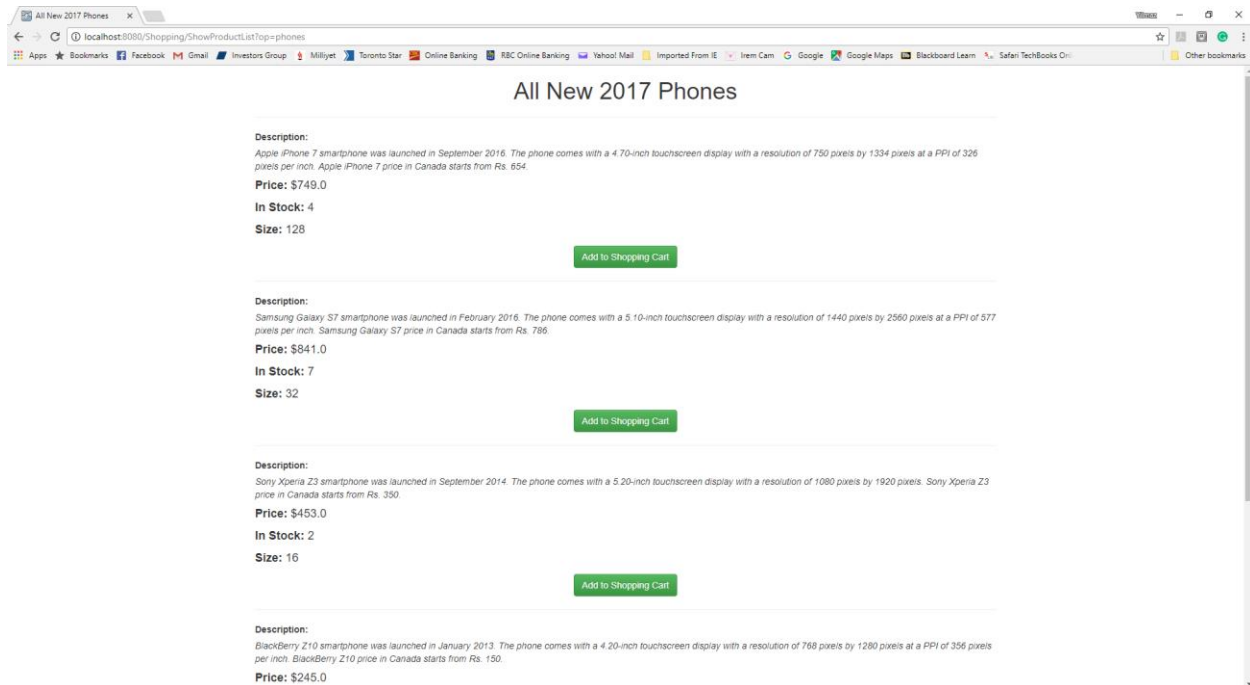 All New 2017 Phones
localhost:8080/Shopping/ShowProductList?op=phones
Apps Bookmarks Facebook Gmail Investors Group Milliyet Toronto Star Online Banking RBC Online Banking Yahoo! Mail Imported From IE Irem Cam Google Google Maps Blackboard Learn Safari TechBooks Other bookmarks
All New 2017 Phones
Description:
Apple iPhone 7 smartphone was launched in September 2016. The phone comes with a 4.70-inch touchscreen display with a resolution of 750 pixels by 1334 pixels at a PPI of 326
pixels per inch. Apple iPhone 7 price in Canada starts from Rs. 654.
Price: $749.0
In Stock: 4
Size: 128
Add to Shopping Cart
Description:
Samsung Galaxy S7 smartphone was launched in February 2016. The phone comes with a 5.10-inch touchscreen display with a resolution of 1440 pixels by 2560 pixels at a PPI of 577
pixels per inch. Samsung Galaxy S7 price in Canada starts from Rs. 786.
Price: $841.0
In Stock: 7
Size: 32
Add to Shopping Cart
Description:
Sony Xperia Z3 smartphone was launched in September 2014. The phone comes with a 5.20-inch touchscreen display with a resolution of 1080 pixels by 1920 pixels. Sony Xperia Z3
price in Canada starts from Rs. 350.
Price: $453.0
In Stock: 2
Size: 16
Add to Shopping Cart
Description:
BlackBerry Z10 smartphone was launched in January 2013. The phone comes with a 4.20-inch touchscreen display with a resolution of 768 pixels by 1280 pixels at a PPI of 356 pixels
per inch. BlackBerry Z10 price in Canada starts from Rs. 150.
Price: $245.0